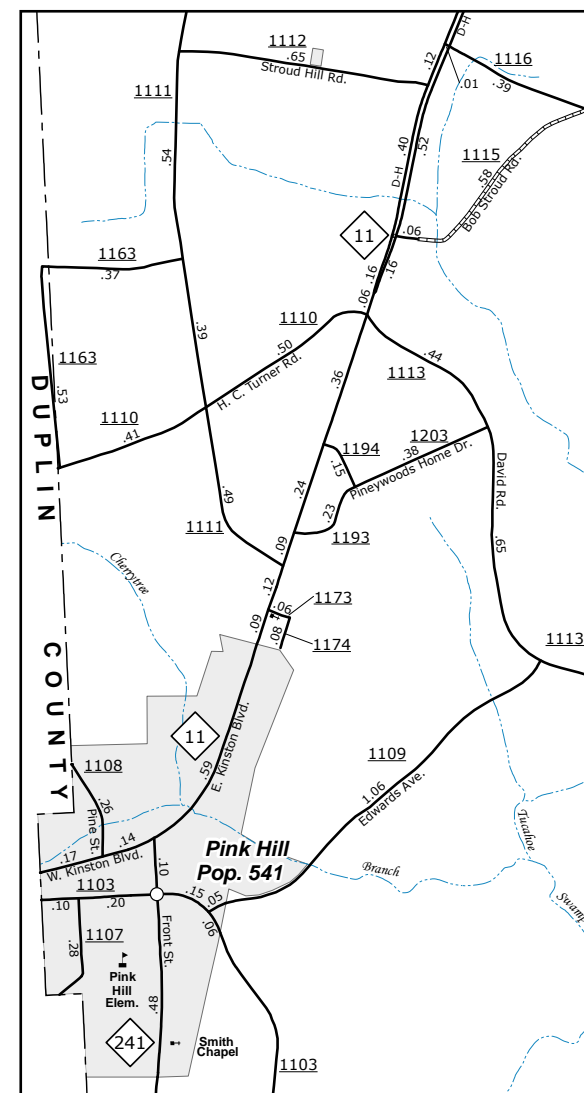 D-H
1112
.65
Stroud Hill Rd.
.12
1116
.01
.39
1111
.54
.40
.52
D-H
1115
.58
Bob Stroud Rd.
.06
11
1163
.37
.16
.16
.06
1110
.50
H. C. Turner Rd.
.39
.44
1113
1163
.53
.36
1110
.41
1194
.15
1203
.38
Pineywoods Home Dr.
David Rd.
.65
DUPLIN COUNTY
.24
.23
1193
.49
1111
.09
.12
Cherrytree
.06
1173
.09
.08
1174
1113
11
.59
E. Kinston Blvd.
1108
.26
Pine St.
1109
1.06
Edwards Ave.
Tucahoe
Swamp
.17
.14
W. Kinston Blvd.
.10
Pink Hill
Pop. 541
Branch
1103
.10
.20
.15
.05
.06
1107
.28
Front St.
.48
Pink
Hill
Elem.
241
Smith
Chapel
1103